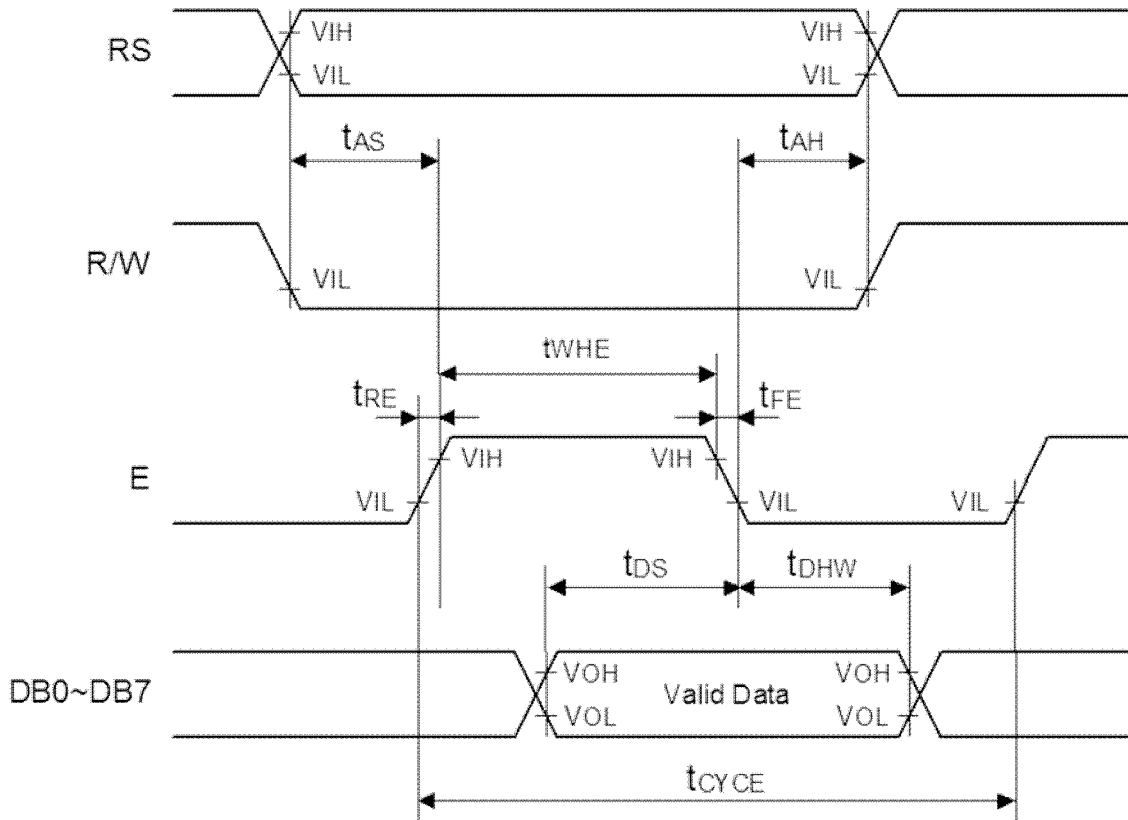 RS
VIH
VIH
VIL
VIL
tAS
tAH
R/W
VIL
VIL
tWHE
tRE
tFE
E
VIH
VIH
VIL
VIL
VIL
tDS
tDHW
DB0~DB7
VOH
Valid Data
VOH
VOL
VOL
tCYCE